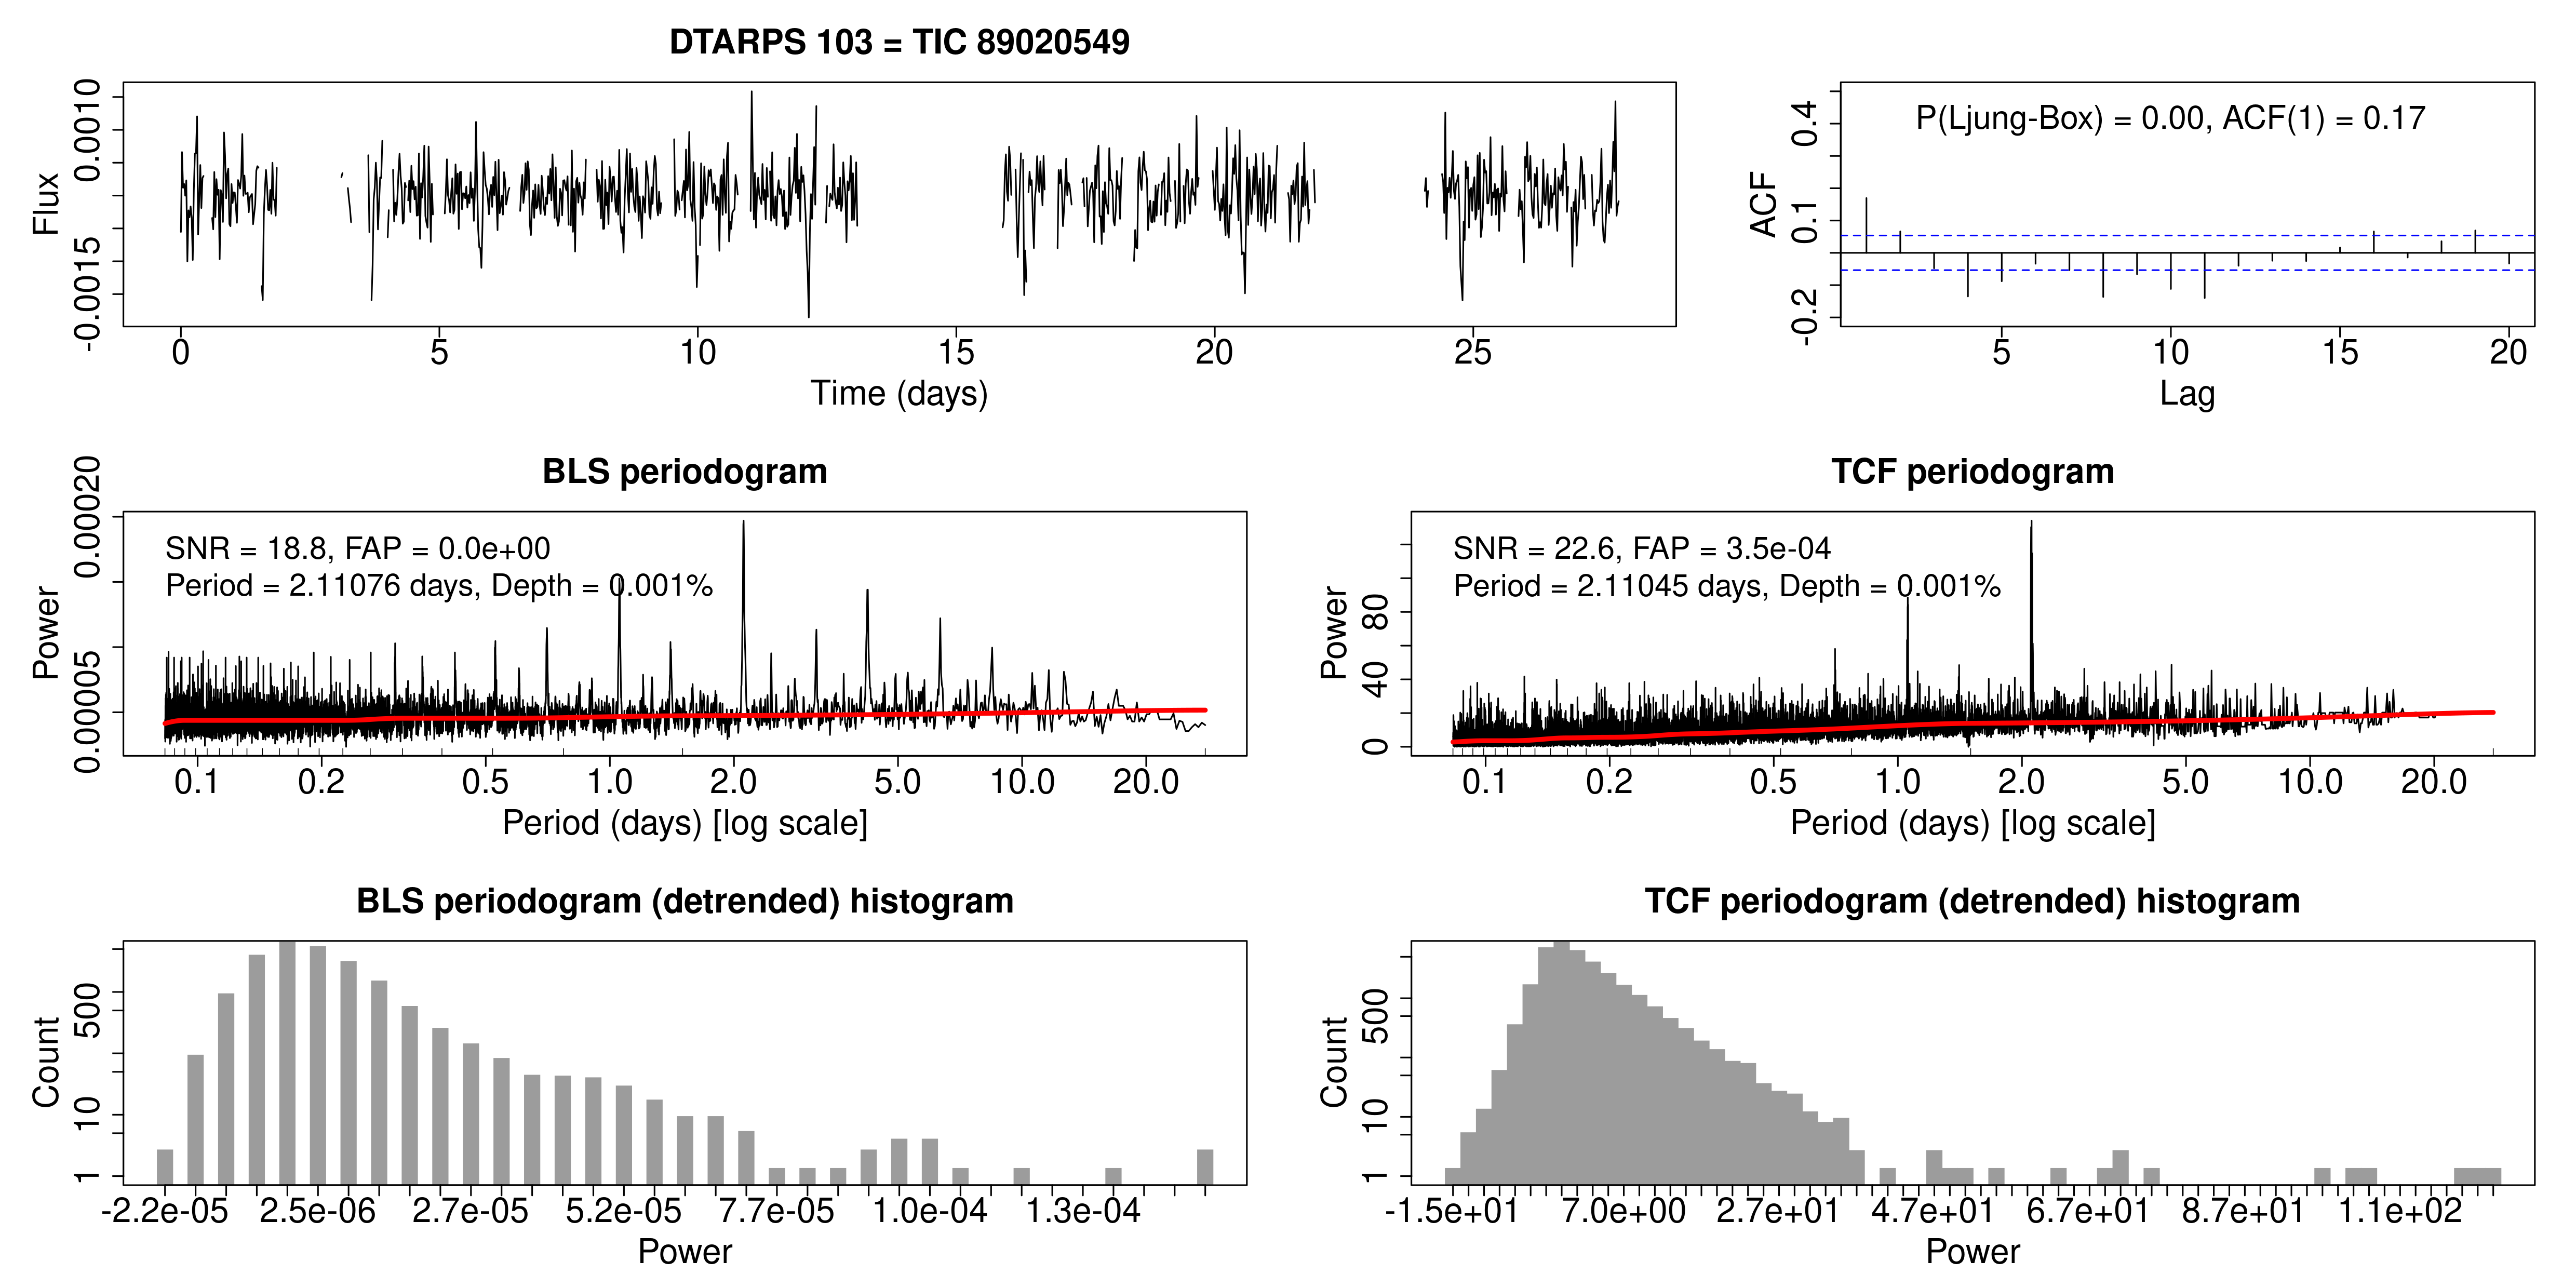 DTARPS 103 = TIC 89020549
Flux
-0.0015
0.0010
0
5
10
15
20
25
Time (days)
P(Ljung-Box) = 0.00, ACF(1) = 0.17
ACF
-0.2
0.1
0.4
5
10
15
20
Lag
BLS periodogram
SNR = 18.8, FAP = 0.0e+00
Period = 2.11076 days, Depth = 0.001%
Power
0.00005
0.00020
0.1
0.2
0.5
1.0
2.0
5.0
10.0
20.0
Period (days) [log scale]
TCF periodogram
SNR = 22.6, FAP = 3.5e-04
Period = 2.11045 days, Depth = 0.001%
Power
0
40
80
0.1
0.2
0.5
1.0
2.0
5.0
10.0
20.0
Period (days) [log scale]
BLS periodogram (detrended) histogram
Count
1
10
500
-2.2e-05
2.5e-06
2.7e-05
5.2e-05
7.7e-05
1.0e-04
1.3e-04
Power
TCF periodogram (detrended) histogram
Count
1
10
500
-1.5e+01
7.0e+00
2.7e+01
4.7e+01
6.7e+01
8.7e+01
1.1e+02
Power